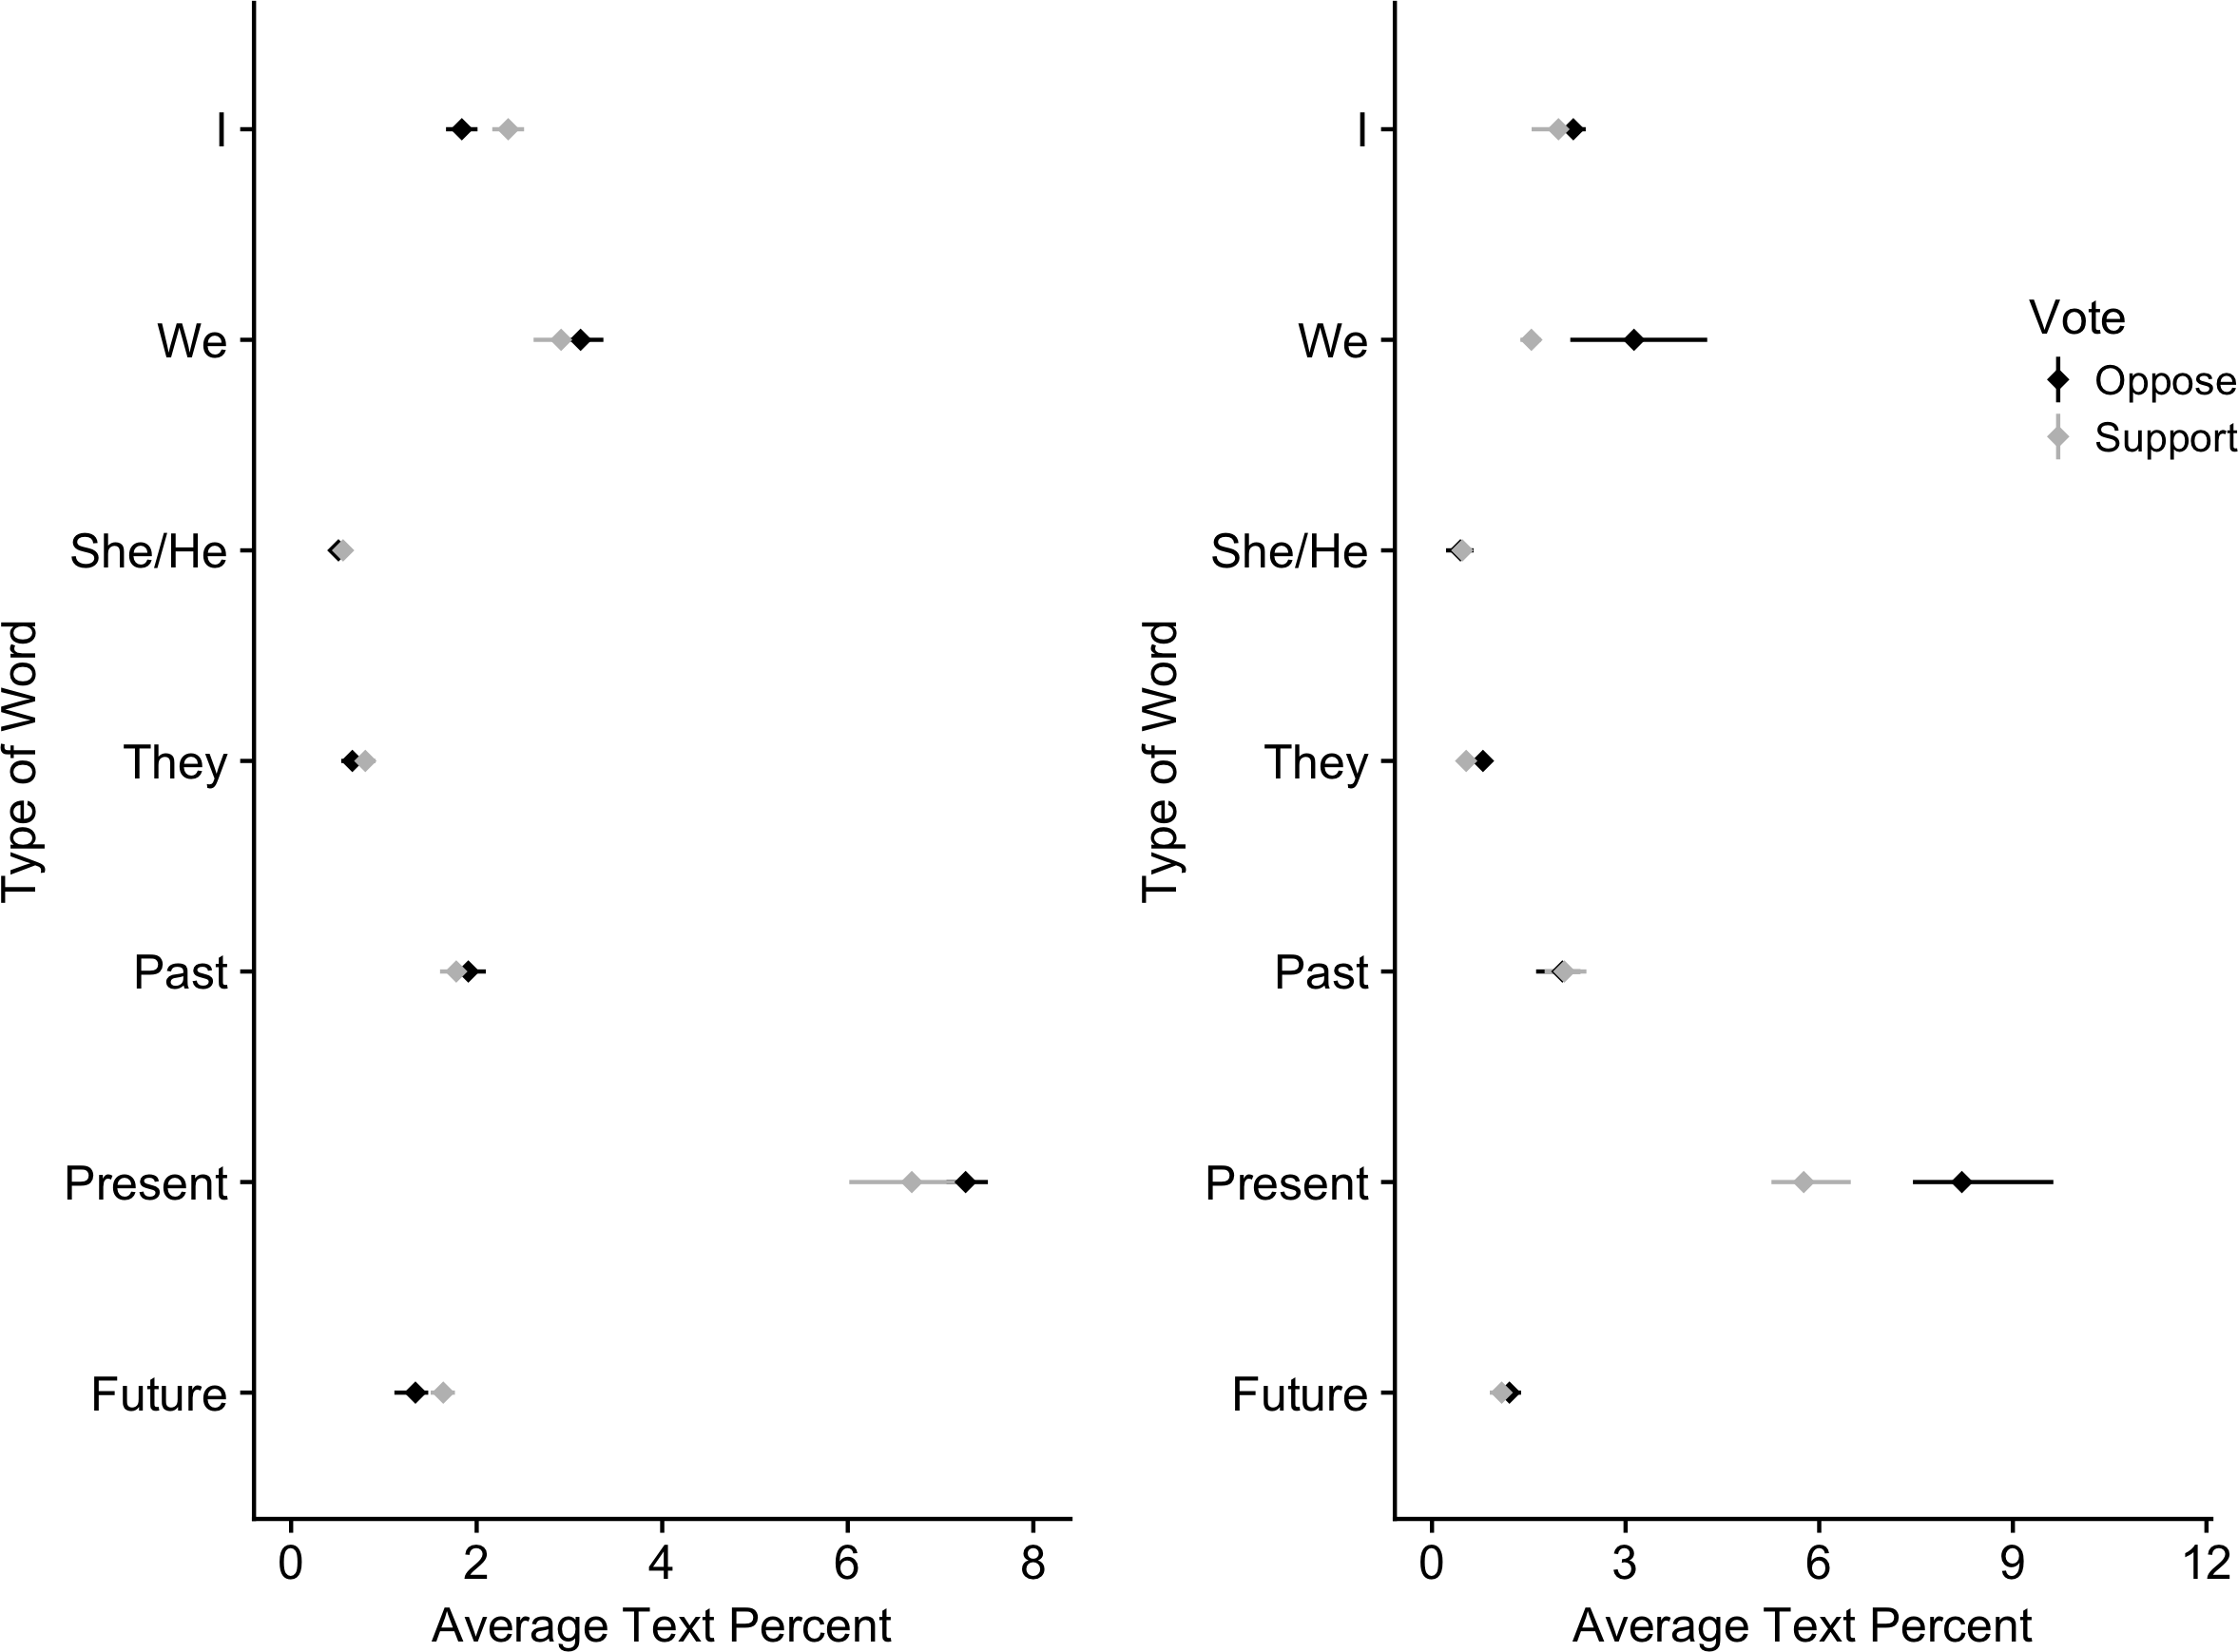 I
We
She/He
They
Past
Present
Future
Type of Word
0 2 4 6 8
Average Text Percent
I
We
She/He
They
Past
Present
Future
Type of Word
0 3 6 9 12
Average Text Percent
Vote
Oppose
Support